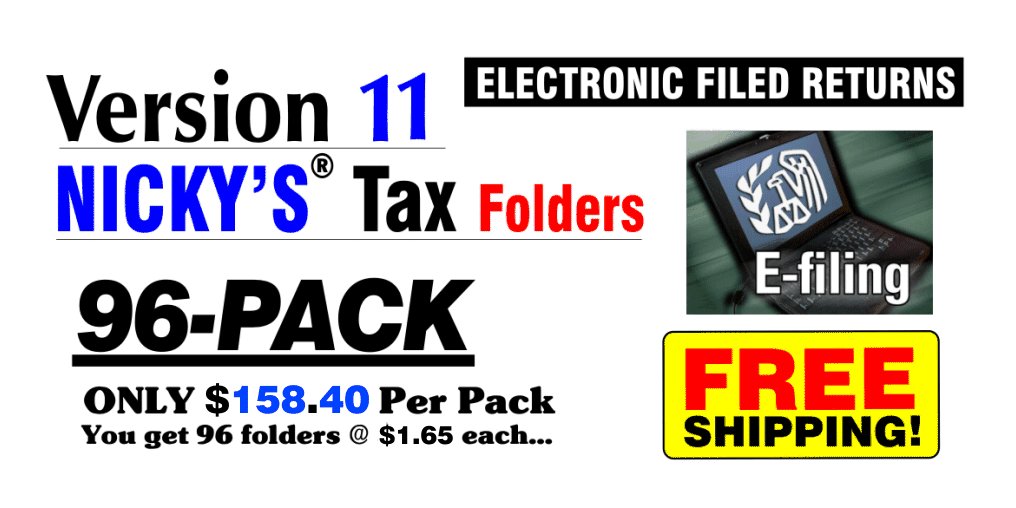 Version 11
NICKY'S® Tax Folders
96-PACK
ONLY $158.40 Per Pack
You get 96 folders @ $1.65 each...
ELECTRONIC FILED RETURNS
E-filing
FREE
SHIPPING!